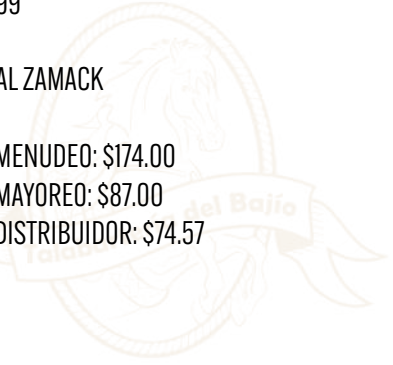 99
AL ZAMACK
MENUDEO: $174.00
MAYOREO: $87.00
DISTRIBUIDOR: $74.57
del Bajío